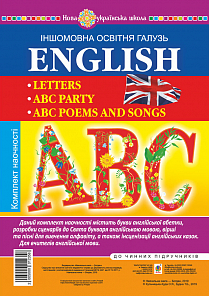 Нова українська школа
ІНШОМОВНА ОСВІТНЯ ГАЛУЗЬ
ENGLISH
• LETTERS
• ABC PARTY
• ABC POEMS AND SONGS
Комплект наочності
ABC
ДО ЧИННИХ ПІДРУЧНИКІВ
Даний комплект наочності містить букви англійської абетки,
розробки сценаріїв до Свята букваря англійською мовою, вірші
та пісні для вивчення алфавіту, а також інсценізації англійських казок.
Для вчителів англійської мови.